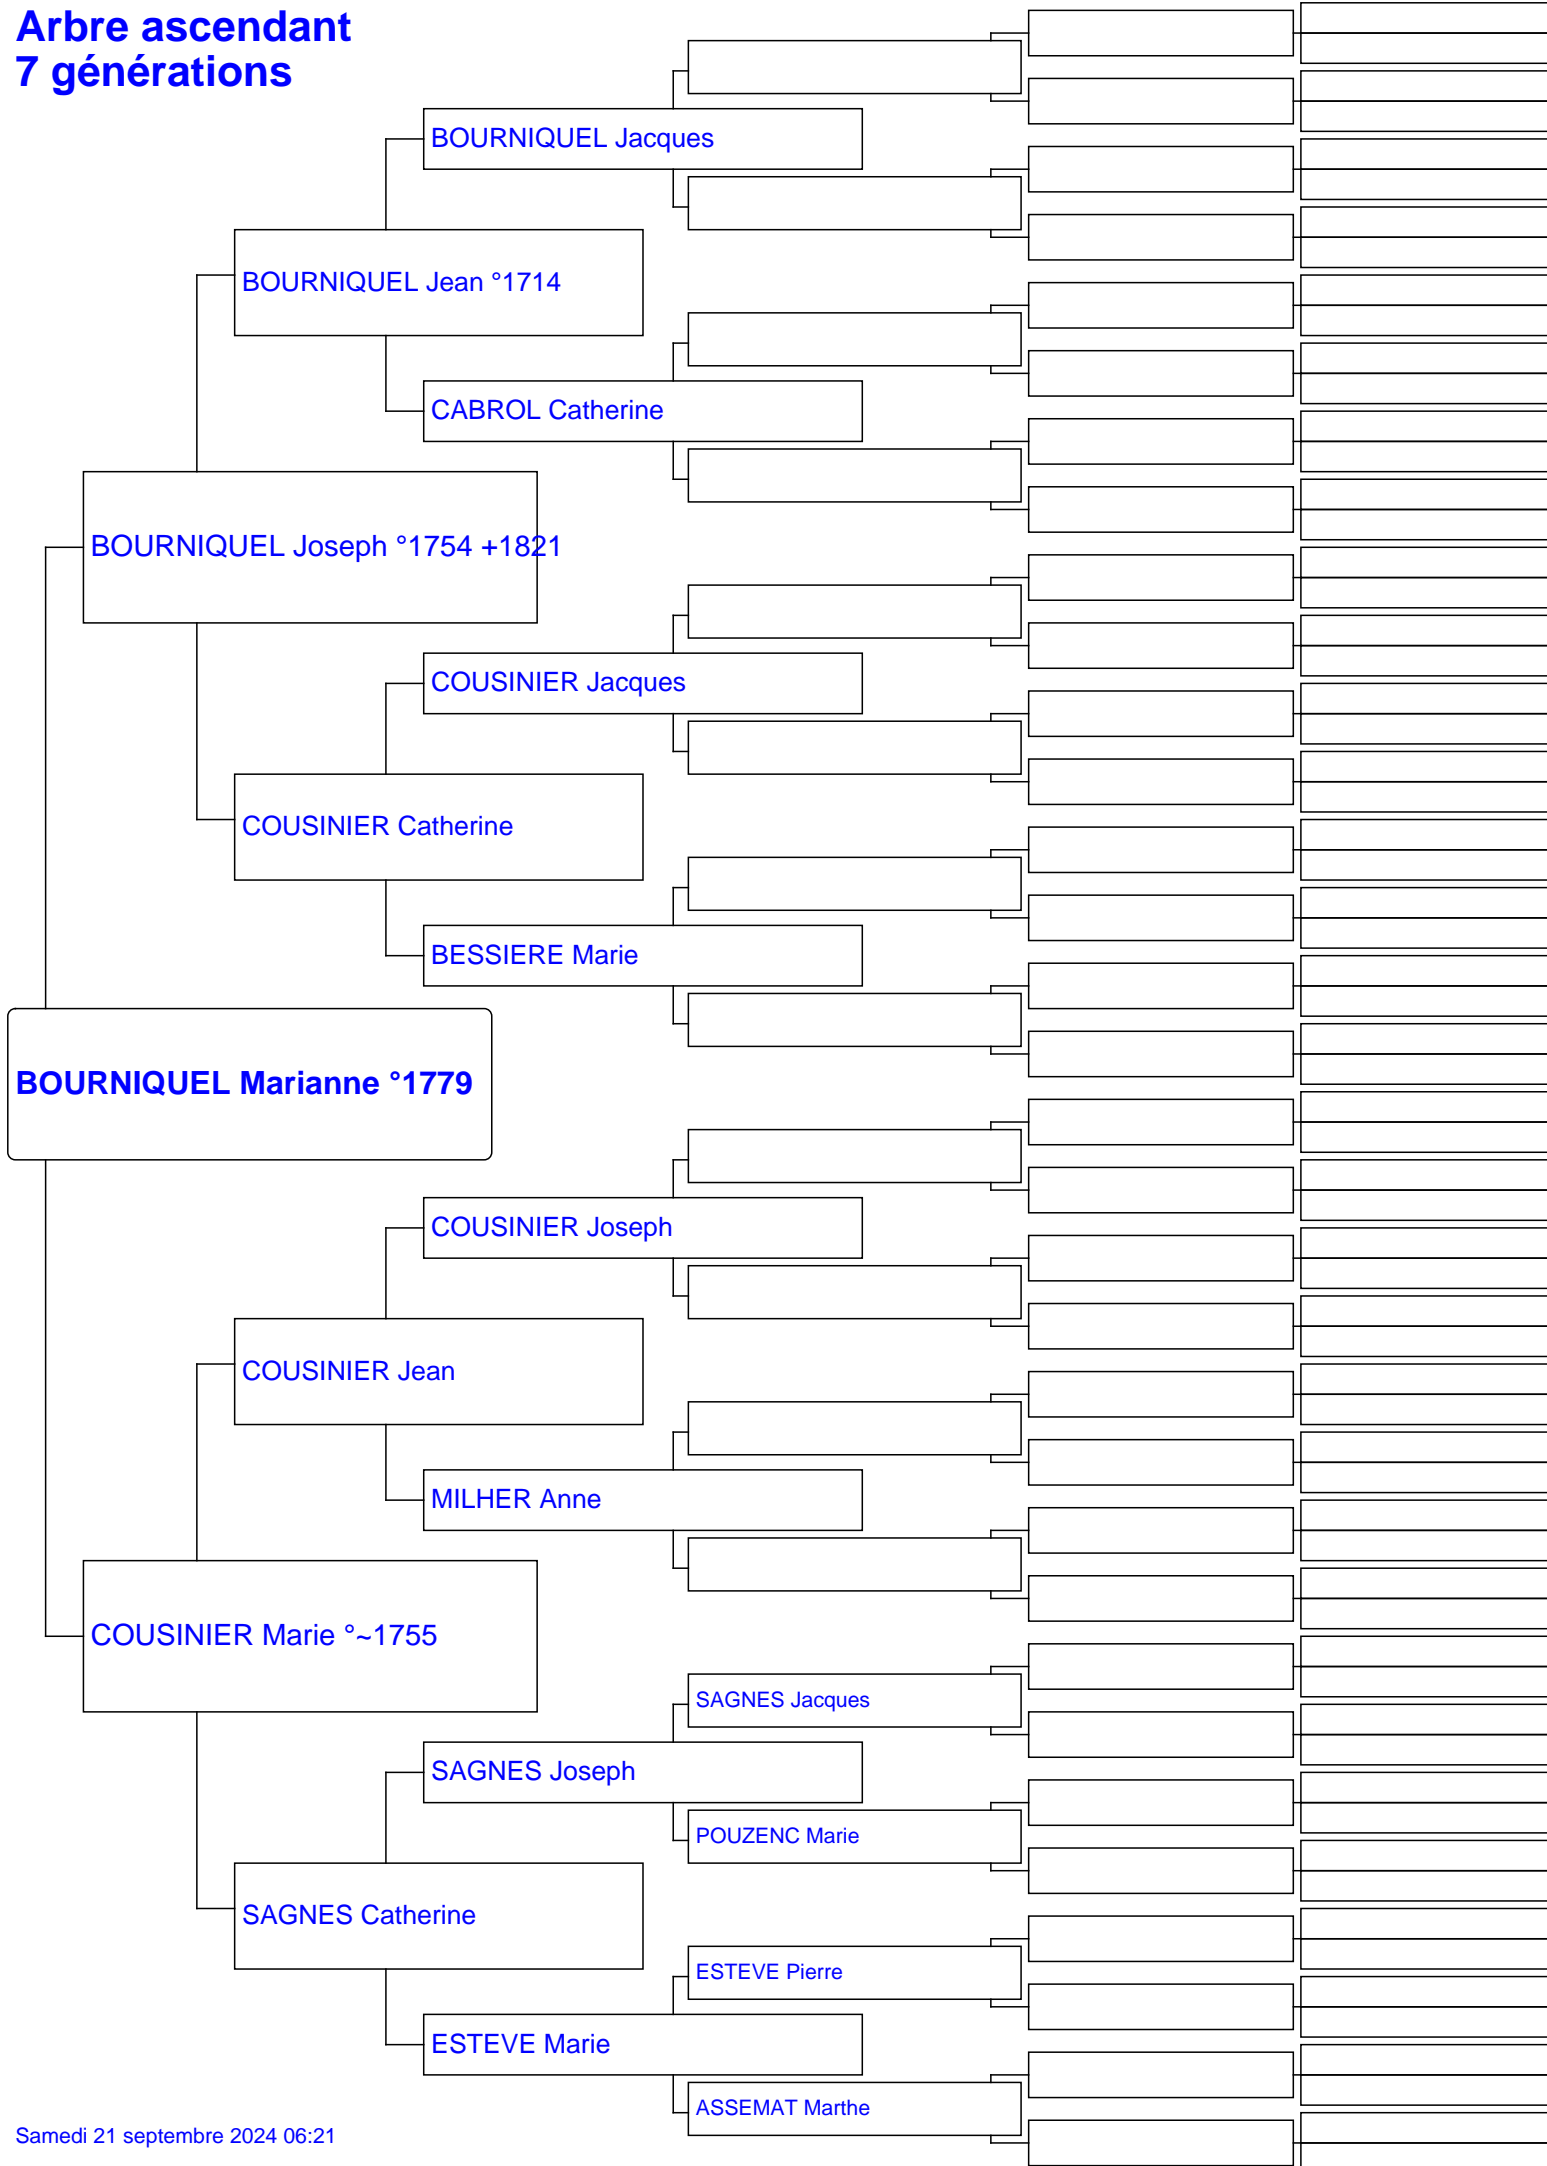 Arbre ascendant
7 générations
BOURNIQUEL Jacques
BOURNIQUEL Jean °1714
CABROL Catherine
BOURNIQUEL Joseph °1754 +1821
COUSINIER Jacques
COUSINIER Catherine
BESSIERE Marie
BOURNIQUEL Marianne °1779
COUSINIER Joseph
COUSINIER Jean
MILHER Anne
COUSINIER Marie °~1755
SAGNES Jacques
SAGNES Joseph
POUZENC Marie
SAGNES Catherine
ESTEVE Pierre
ESTEVE Marie
ASSEMAT Marthe
Samedi 21 septembre 2024 06:21